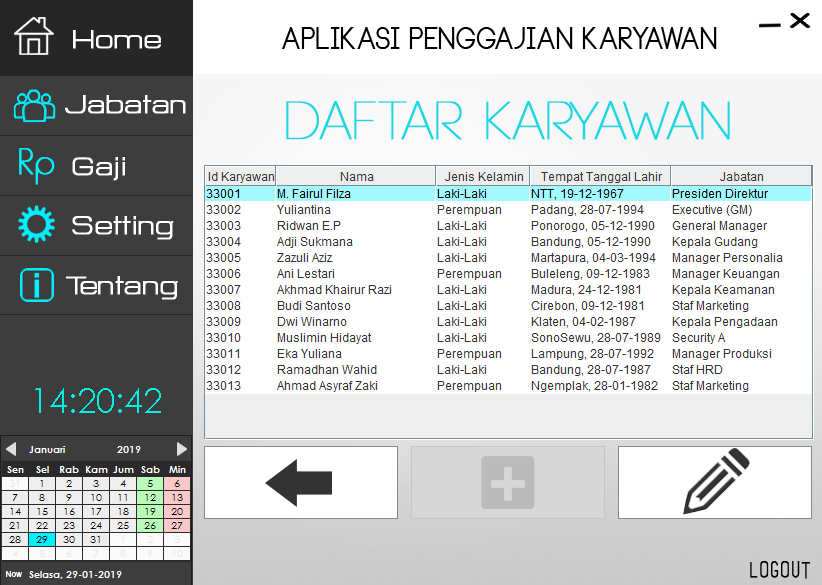 Home
Jabatan
Rp Gaji
Setting
i Tentang
14:20:42
Januari 2019
Sen Sel Rab Kam Jum Sab Min
31 1 2 3 4 5 6
7 8 9 10 11 12 13
14 15 16 17 18 19 20
21 22 23 24 25 26 27
28 29 30 31 1 2 3
4 5 6 7 8 9 10
Now Selasa, 29-01-2019
APLIKASI PENGGAJIAN KARYAWAN
DAFTAR KARYAWAN
Id Karyawan Nama Jenis Kelamin Tempat Tanggal Lahir Jabatan
33001 M. Fairul Filza Laki-Laki NTT, 19-12-1967 Presiden Direktur
33002 Yuliantina Perempuan Padang, 28-07-1994 Executive (GM)
33003 Ridwan E.P Laki-Laki Ponorogo, 05-12-1990 General Manager
33004 Adji Sukmana Laki-Laki Bandung, 05-12-1990 Kepala Gudang
33005 Zazuli Aziz Laki-Laki Martapura, 04-03-1994 Manager Personalia
33006 Ani Lestari Perempuan Buleleng, 09-12-1983 Manager Keuangan
33007 Akhmad Khairur Razi Laki-Laki Madura, 24-12-1981 Kepala Keamanan
33008 Budi Santoso Laki-Laki Cirebon, 09-12-1981 Staf Marketing
33009 Dwi Winarno Laki-Laki Klaten, 04-02-1987 Kepala Pengadaan
33010 Muslimin Hidayat Laki-Laki SonoSewu, 28-07-1989 Security A
33011 Eka Yuliana Perempuan Lampung, 28-07-1992 Manager Produksi
33012 Ramadhan Wahid Laki-Laki Bandung, 28-07-1987 Staf HRD
33013 Ahmad Asyraf Zaki Perempuan Ngemplak, 28-01-1982 Staf Marketing
LOGOUT